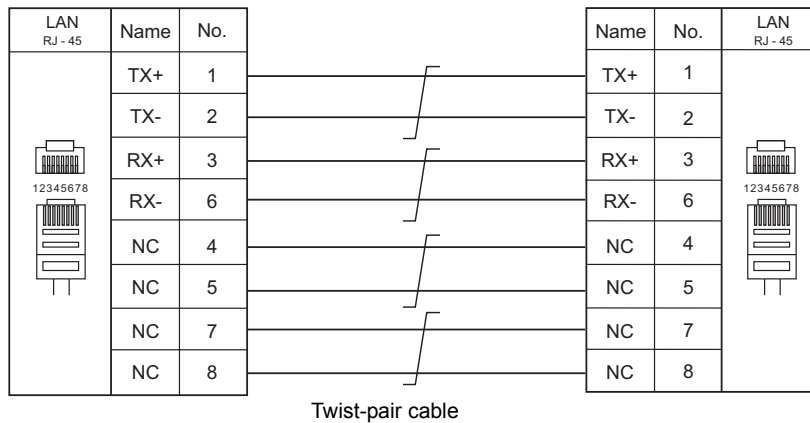 LAN Name No. Name No. LAN
RJ - 45 RJ - 45
TX+ 1 TX+ 1
TX- 2 TX- 2
RX+ 3 RX+ 3
12345678 12345678
RX- 6 RX- 6
NC 4 NC 4
NC 5 NC 5
NC 7 NC 7
NC 8 NC 8
Twist-pair cable